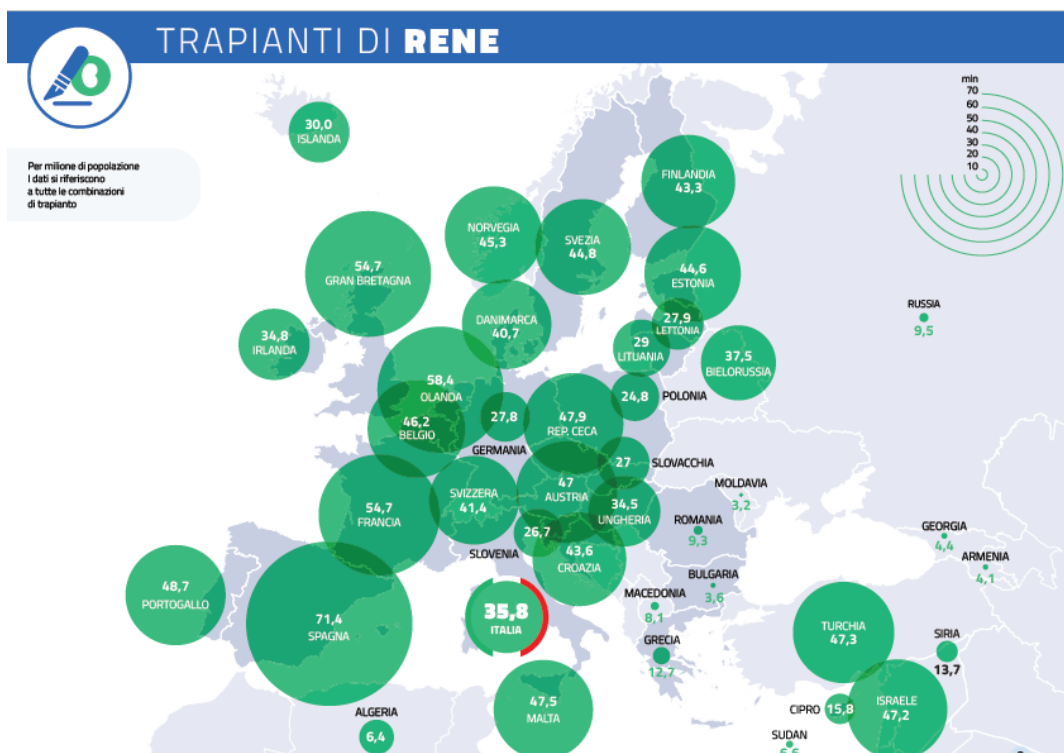 TRAPIANTI DI RENE
Per milione di popolazione
I dati si riferiscono
a tutte le combinazioni
di trapianto
min
70
60
50
40
30
20
10
30,0
ISLANDA
FINLANDIA
43,3
NORVEGIA
45,3
SVEZIA
44,8
54,7
GRAN BRETAGNA
44,6
ESTONIA
RUSSIA
9,5
DANIMARCA
40,7
27,9
LETTONIA
34,8
IRLANDA
29
LITUANIA
37,5
BIELORUSSIA
58,4
OLANDA
24,8
POLONIA
46,2
BELGIO
27,8
GERMANIA
47,9
REP. CECA
27
SLOVACCHIA
47
AUSTRIA
SVIZZERA
41,4
MOLDAVIA
3,2
54,7
FRANCIA
34,5
UNGHERIA
ROMANIA
9,3
26,7
SLOVENIA
43,6
CROAZIA
GEORGIA
4,4
ARMENIA
4,1
48,7
PORTOGALLO
BULGARIA
3,6
MACEDONIA
8,1
71,4
SPAGNA
35,8
ITALIA
TURCHIA
47,3
SIRIA
13,7
GRECIA
12,7
47,5
MALTA
CIPRO
15,8
ISRAELE
47,2
ALGERIA
6,4
SUDAN